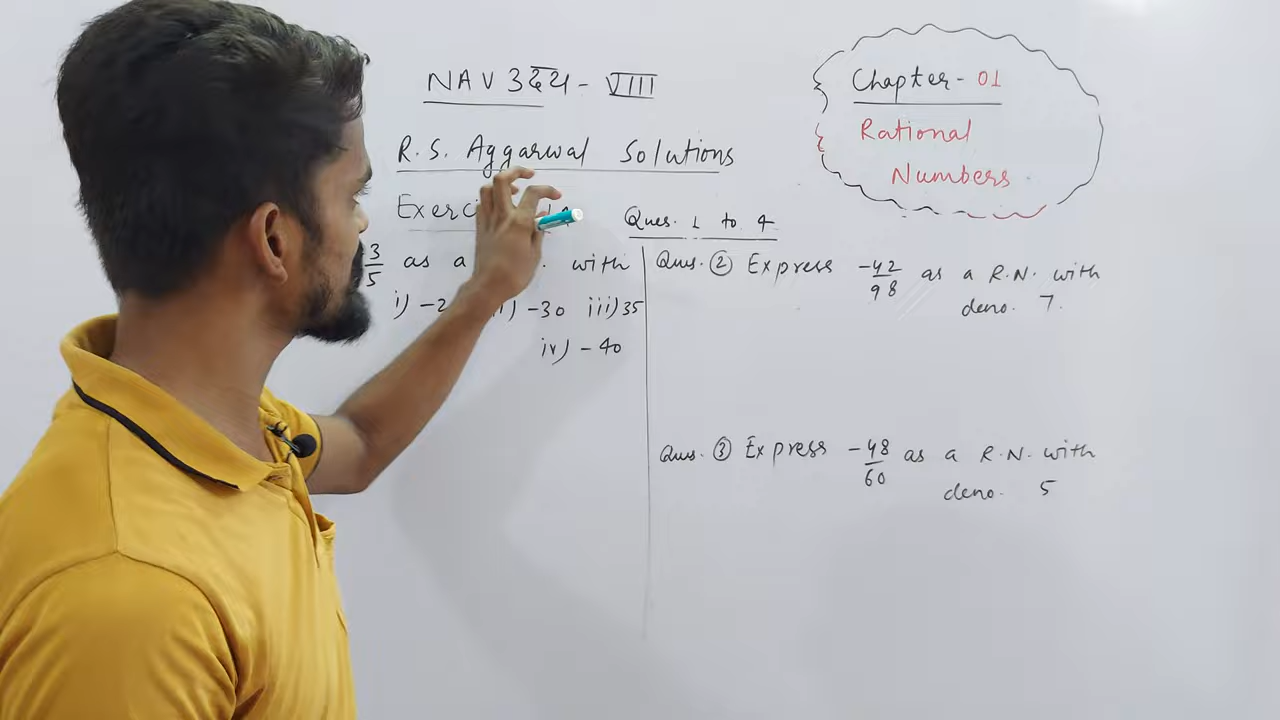 NAV उदय - VIII
R.S. Aggarwal Solutions
Ques. 1 to 4
3/5 as a with
i) -2 -30 iii) 35
iv) - 40
Ques. ② Express -42/98 as a R.N. with
deno. 7.
Ques. ③ Express -48/60 as a R.N. with
deno. 5
Chapter - 01
Rational
Numbers